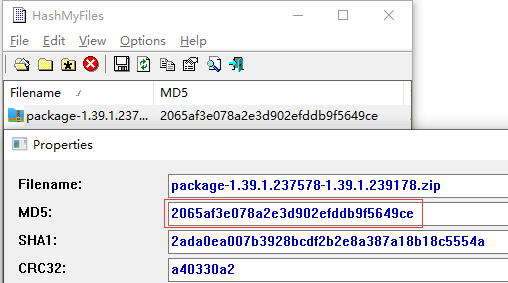 HashMyFiles
File Edit View Options Help
Filename MD5
package-1.39.1.237... 2065af3e078a2e3d902efddb9f5649ce
Properties
Filename: package-1.39.1.237578-1.39.1.239178.zip
MD5: 2065af3e078a2e3d902efddb9f5649ce
SHA1: 2ada0ea007b3928bcdf2b2e8a387a18b18c5554a
CRC32: a40330a2